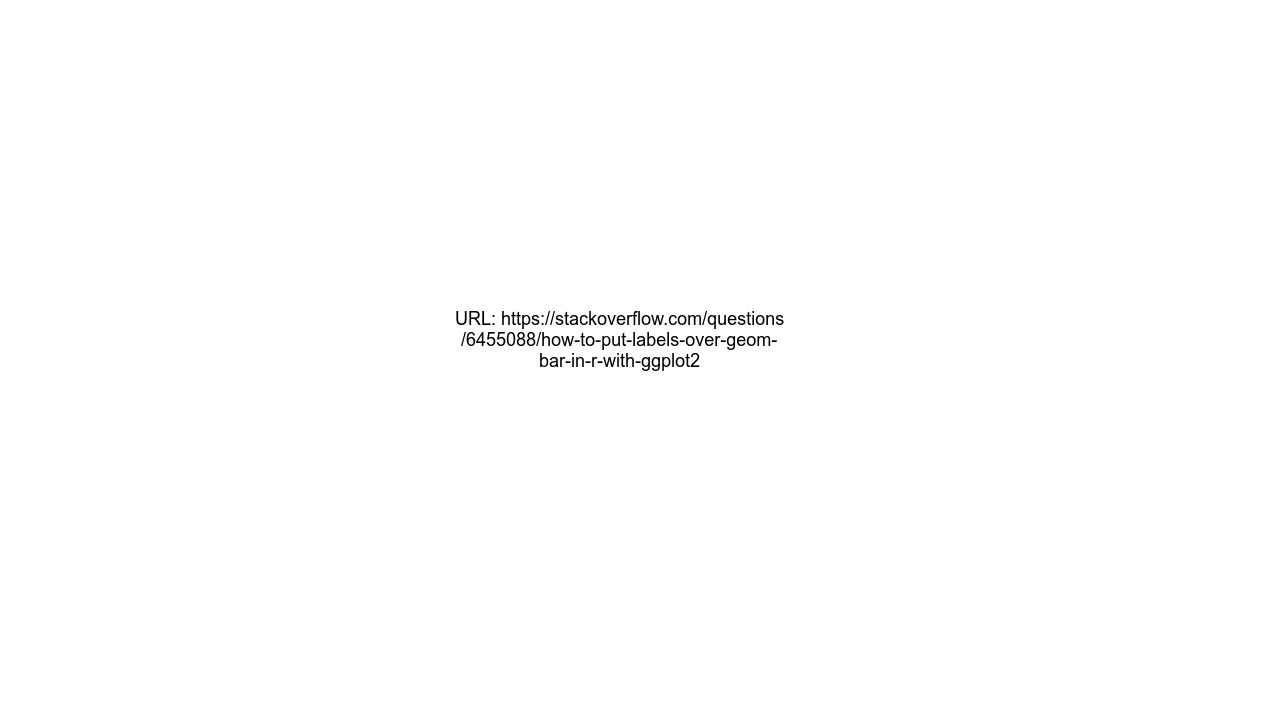 URL: https://stackoverflow.com/questions
/6455088/how-to-put-labels-over-geom-
bar-in-r-with-ggplot2